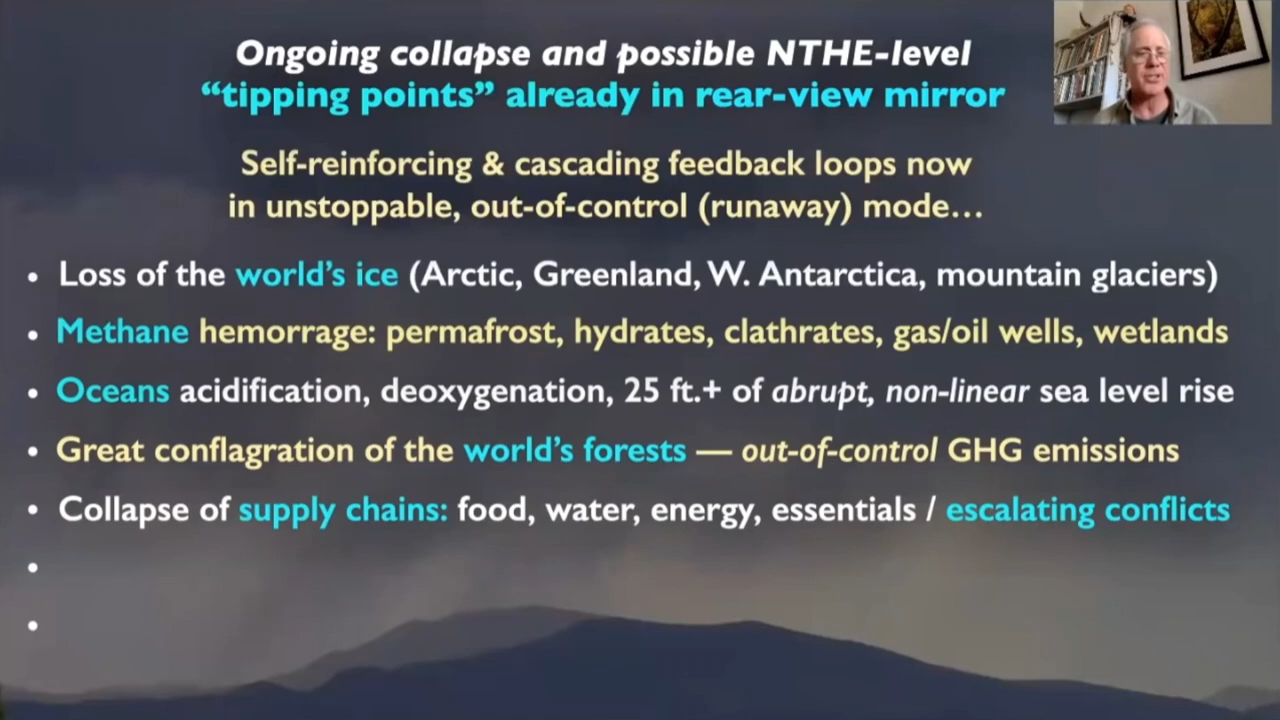 Ongoing collapse and possible NTHE-level
“tipping points” already in rear-view mirror
Self-reinforcing & cascading feedback loops now
in unstoppable, out-of-control (runaway) mode…
• Loss of the world’s ice (Arctic, Greenland, W. Antarctica, mountain glaciers)
• Methane hemorrage: permafrost, hydrates, clathrates, gas/oil wells, wetlands
• Oceans acidification, deoxygenation, 25 ft.+ of abrupt, non-linear sea level rise
• Great conflagration of the world’s forests — out-of-control GHG emissions
• Collapse of supply chains: food, water, energy, essentials / escalating conflicts
•
•